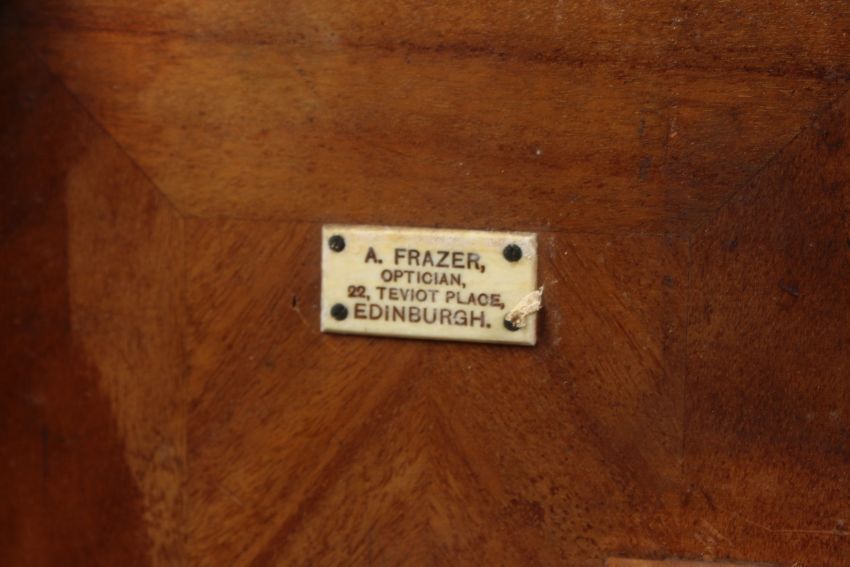 A. FRAZER,
OPTICIAN,
22, TEVIOT PLACE,
EDINBURGH.